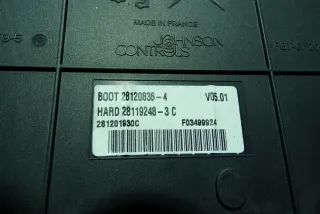 MADE IN FRANCE
JOHNSON
CONTROLS
BOOT 28120836-4 V05.01
HARD 28119248-3 C
281201930C F03499924